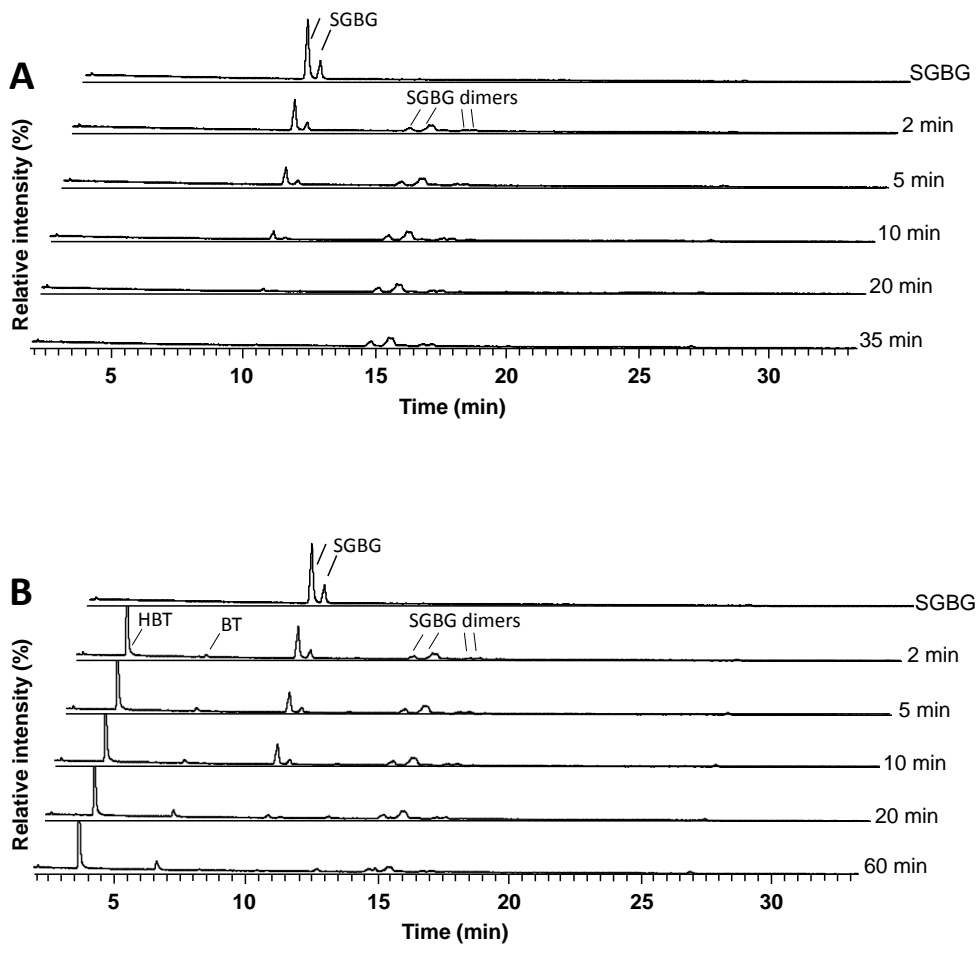 SGBG
A
SGBG
SGBG dimers
2 min
5 min
10 min
20 min
35 min
Relative intensity (%)
5 10 15 20 25 30
Time (min)
SGBG
B
SGBG
HBT BT SGBG dimers
2 min
5 min
10 min
20 min
60 min
Relative intensity (%)
5 10 15 20 25 30
Time (min)